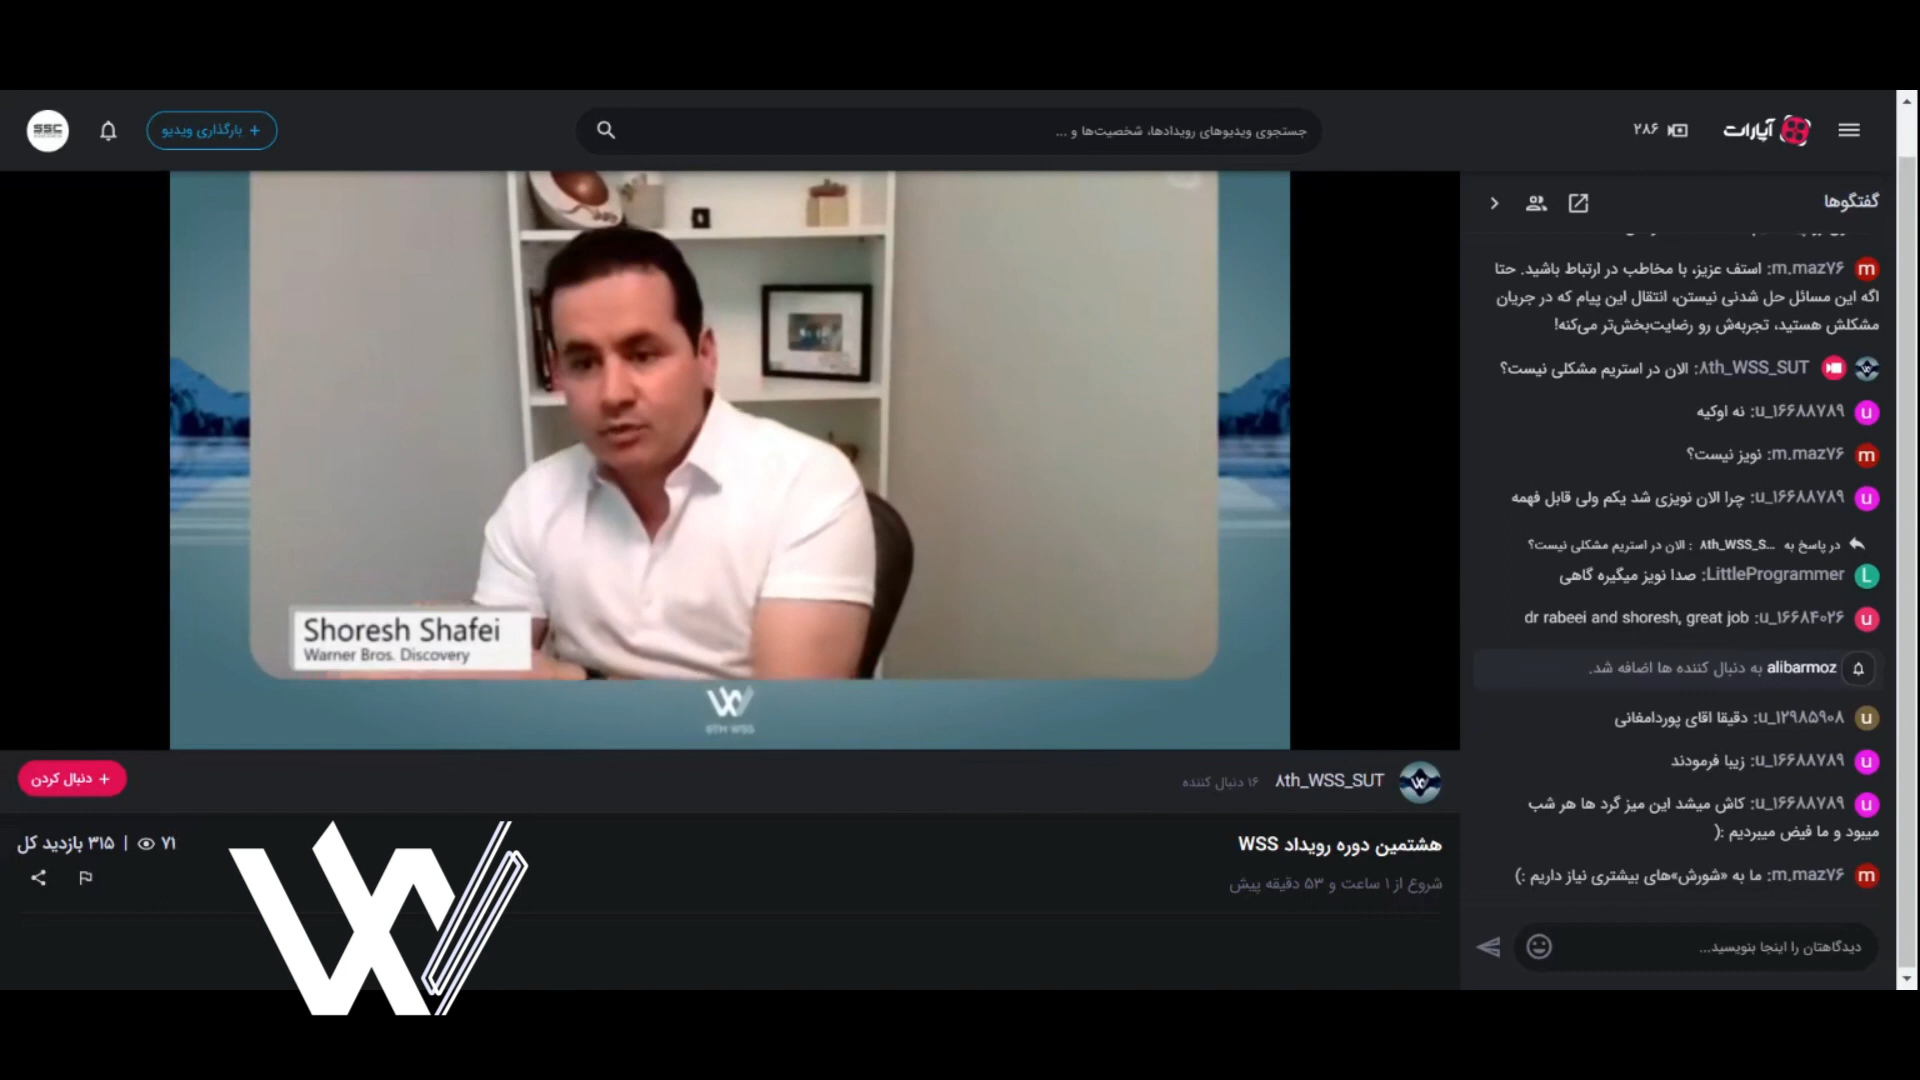 SSC
+ بارگذاری ویدیو
جستجوی ویدیوهای رویدادها، شخصیت‌ها و ...
۲۸۶
آپارات
Shoresh Shafei
Warner Bros. Discovery
8TH WSS
گفتگوها
m.maz۷۶: استف عزیز، با مخاطب در ارتباط باشید. حتا
اگه این مسائل حل شدنی نیستن، انتقال این پیام که در جریان
مشکلش هستید، تجربه‌ش رو رضایت‌بخش‌تر می‌کنه!
۸th_WSS_SUT: الان در استریم مشکلی نیست؟
u_۱۶۶۸۸۷۸۹: نه اوکیه
m.maz۷۶: نویز نیست؟
u_۱۶۶۸۸۷۸۹: چرا الان نویزی شد یکم ولی قابل فهمه
در پاسخ به ۸th_WSS_S... : الان در استریم مشکلی نیست؟
LittleProgrammer: صدا نویز میگیره گاهی
u_۱۶۶۸۴۰۲۶: dr rabeei and shoresh, great job
alibarmoz به دنبال کننده ها اضافه شد.
u_۱۲۹۸۵۹۰۸: دقیقا اقای پوردامغانی
u_۱۶۶۸۸۷۸۹: زیبا فرمودند
u_۱۶۶۸۸۷۸۹: کاش میشد این میز گرد ها هر شب
میبود و ما فیض میبردیم :(
m.maz۷۶: ما به «شورش»های بیشتری نیاز داریم :)
دیدگاهتان را اینجا بنویسید...
+ دنبال کردن
۸th_WSS_SUT ۱۶ دنبال کننده
هشتمین دوره رویداد WSS
شروع از ۱ ساعت و ۵۳ دقیقه پیش
۷۱ | ۳۱۵ بازدید کل